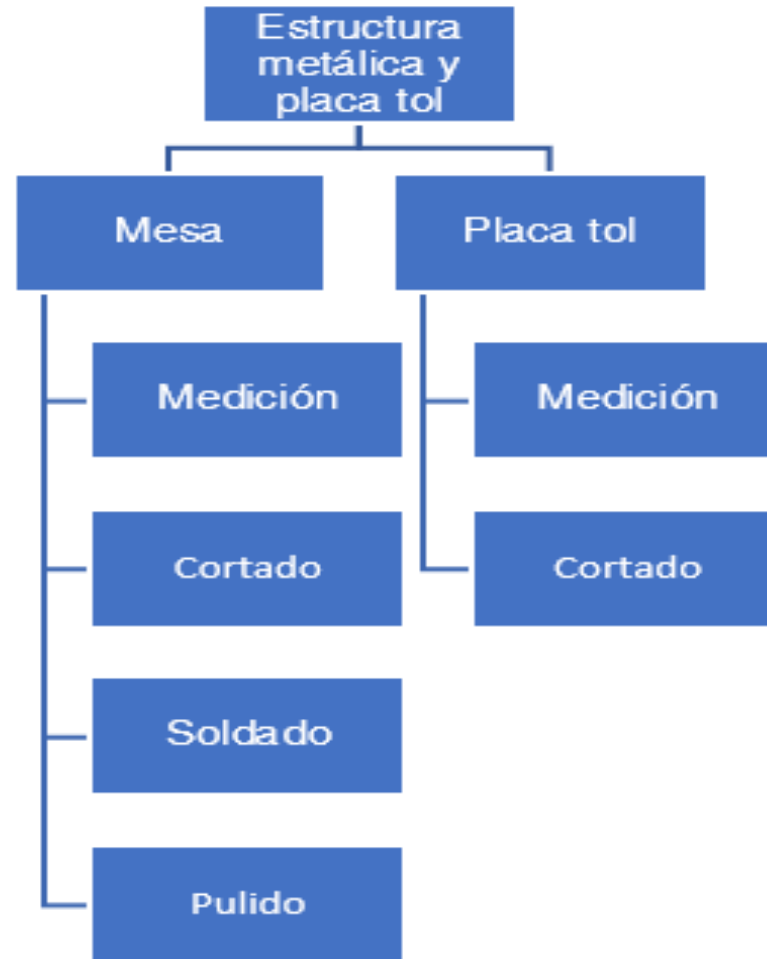 Estructura
metálica y
placa tol
Mesa
Placa tol
Medición
Medición
Cortado
Cortado
Soldado
Pulido